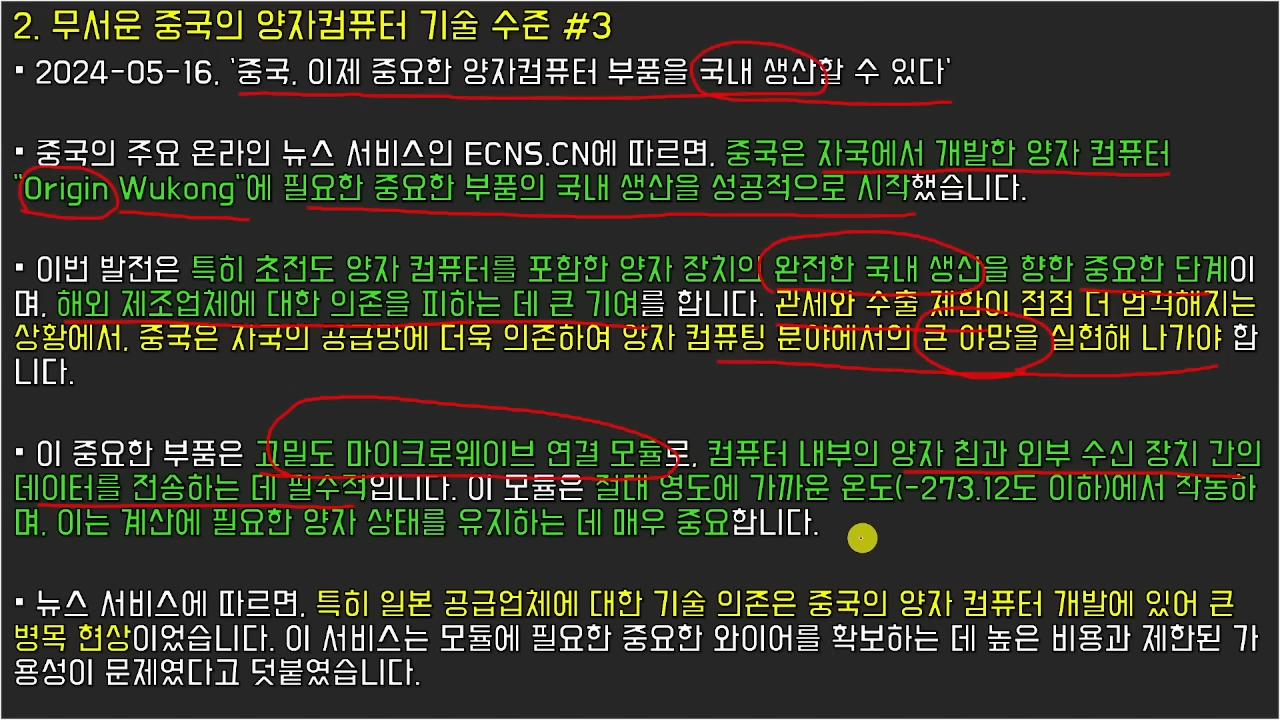 2. 무서운 중국의 양자컴퓨터 기술 수준 #3
▪ 2024-05-16, '중국, 이제 중요한 양자컴퓨터 부품을 국내 생산할 수 있다'
▪ 중국의 주요 온라인 뉴스 서비스인 ECNS.CN에 따르면, 중국은 자국에서 개발한 양자 컴퓨터
"Origin Wukong"에 필요한 중요한 부품의 국내 생산을 성공적으로 시작했습니다.
▪ 이번 발전은 특히 초전도 양자 컴퓨터를 포함한 양자 장치의 완전한 국내 생산을 향한 중요한 단계이
며, 해외 제조업체에 대한 의존을 피하는 데 큰 기여를 합니다. 관세와 수출 제한이 점점 더 엄격해지는
상황에서, 중국은 자국의 공급망에 더욱 의존하여 양자 컴퓨팅 분야에서의 큰 야망을 실현해 나가야 합
니다.
▪ 이 중요한 부품은 고밀도 마이크로웨이브 연결 모듈로, 컴퓨터 내부의 양자 칩과 외부 수신 장치 간의
데이터를 전송하는 데 필수적입니다. 이 모듈은 절대 영도에 가까운 온도(-273.12도 이하)에서 작동하
며, 이는 계산에 필요한 양자 상태를 유지하는 데 매우 중요합니다.
▪ 뉴스 서비스에 따르면, 특히 일본 공급업체에 대한 기술 의존은 중국의 양자 컴퓨터 개발에 있어 큰
병목 현상이었습니다. 이 서비스는 모듈에 필요한 중요한 와이어를 확보하는 데 높은 비용과 제한된 가
용성이 문제였다고 덧붙였습니다.